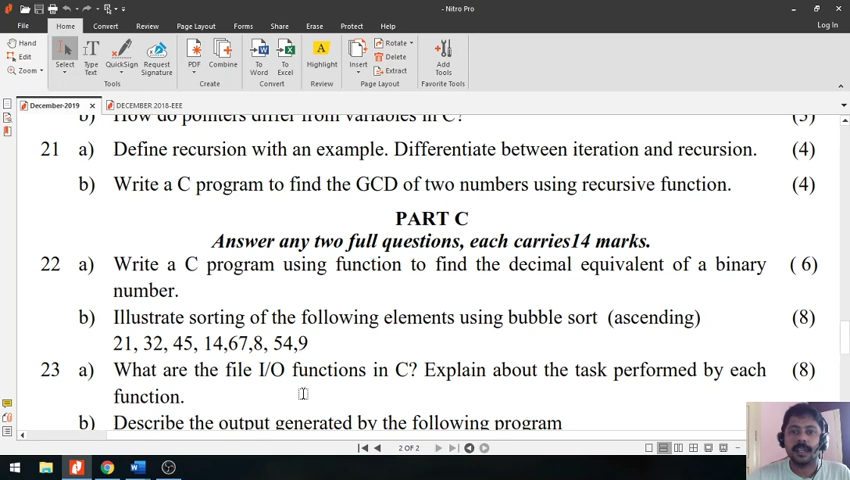 - Nitro Pro
File Home Convert Review Page Layout Forms Share Erase Protect Help Log In
Hand
Edit
Zoom
Select Type Text QuickSign Request Signature PDF Combine To Word To Excel Highlight Insert Rotate Delete Extract Add Tools
Tools Create Convert Review Page Layout Favorite Tools
December-2019 DECEMBER 2018-EEE
b) How do pointers differ from variables in C?
21 a) Define recursion with an example. Differentiate between iteration and recursion. (4)
b) Write a C program to find the GCD of two numbers using recursive function. (4)
PART C
Answer any two full questions, each carries14 marks.
22 a) Write a C program using function to find the decimal equivalent of a binary ( 6)
number.
b) Illustrate sorting of the following elements using bubble sort (ascending) (8)
21, 32, 45, 14,67,8, 54,9
23 a) What are the file I/O functions in C? Explain about the task performed by each (8)
function.
b) Describe the output generated by the following program
2 OF 2